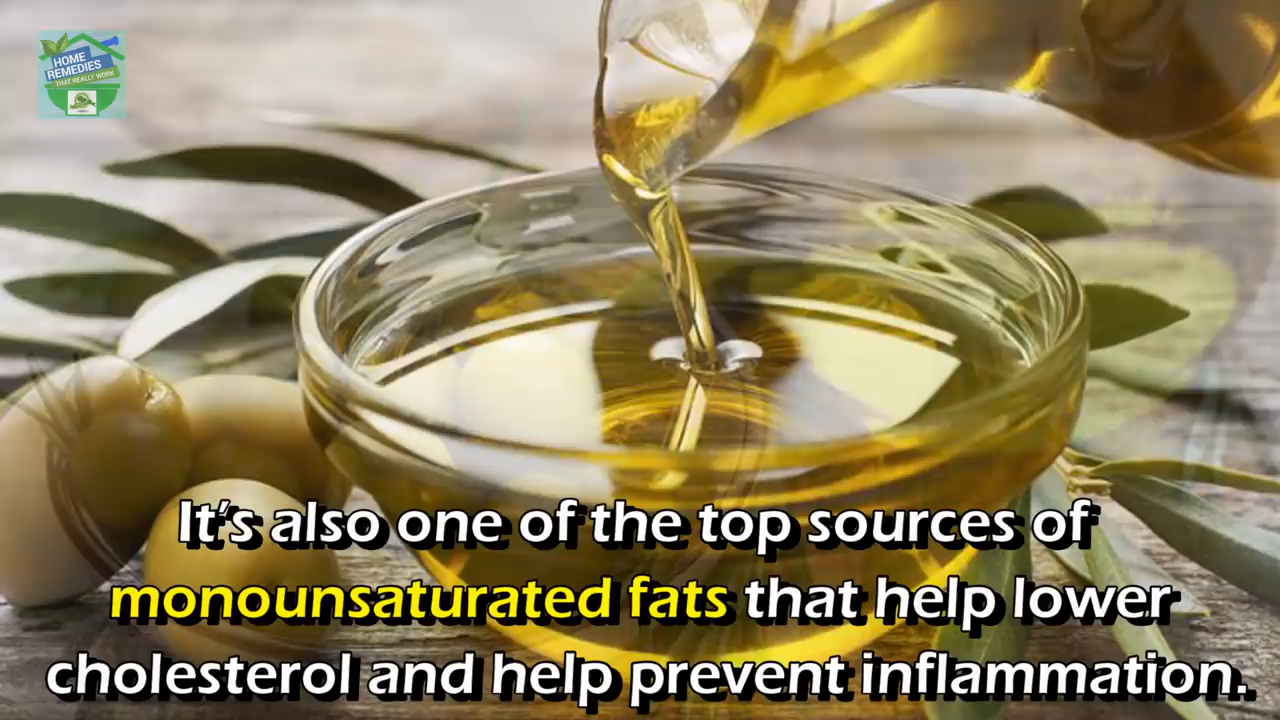 HOME
REMEDIES
THAT REALLY WORK
It's also one of the top sources of
monounsaturated fats that help lower
cholesterol and help prevent inflammation.